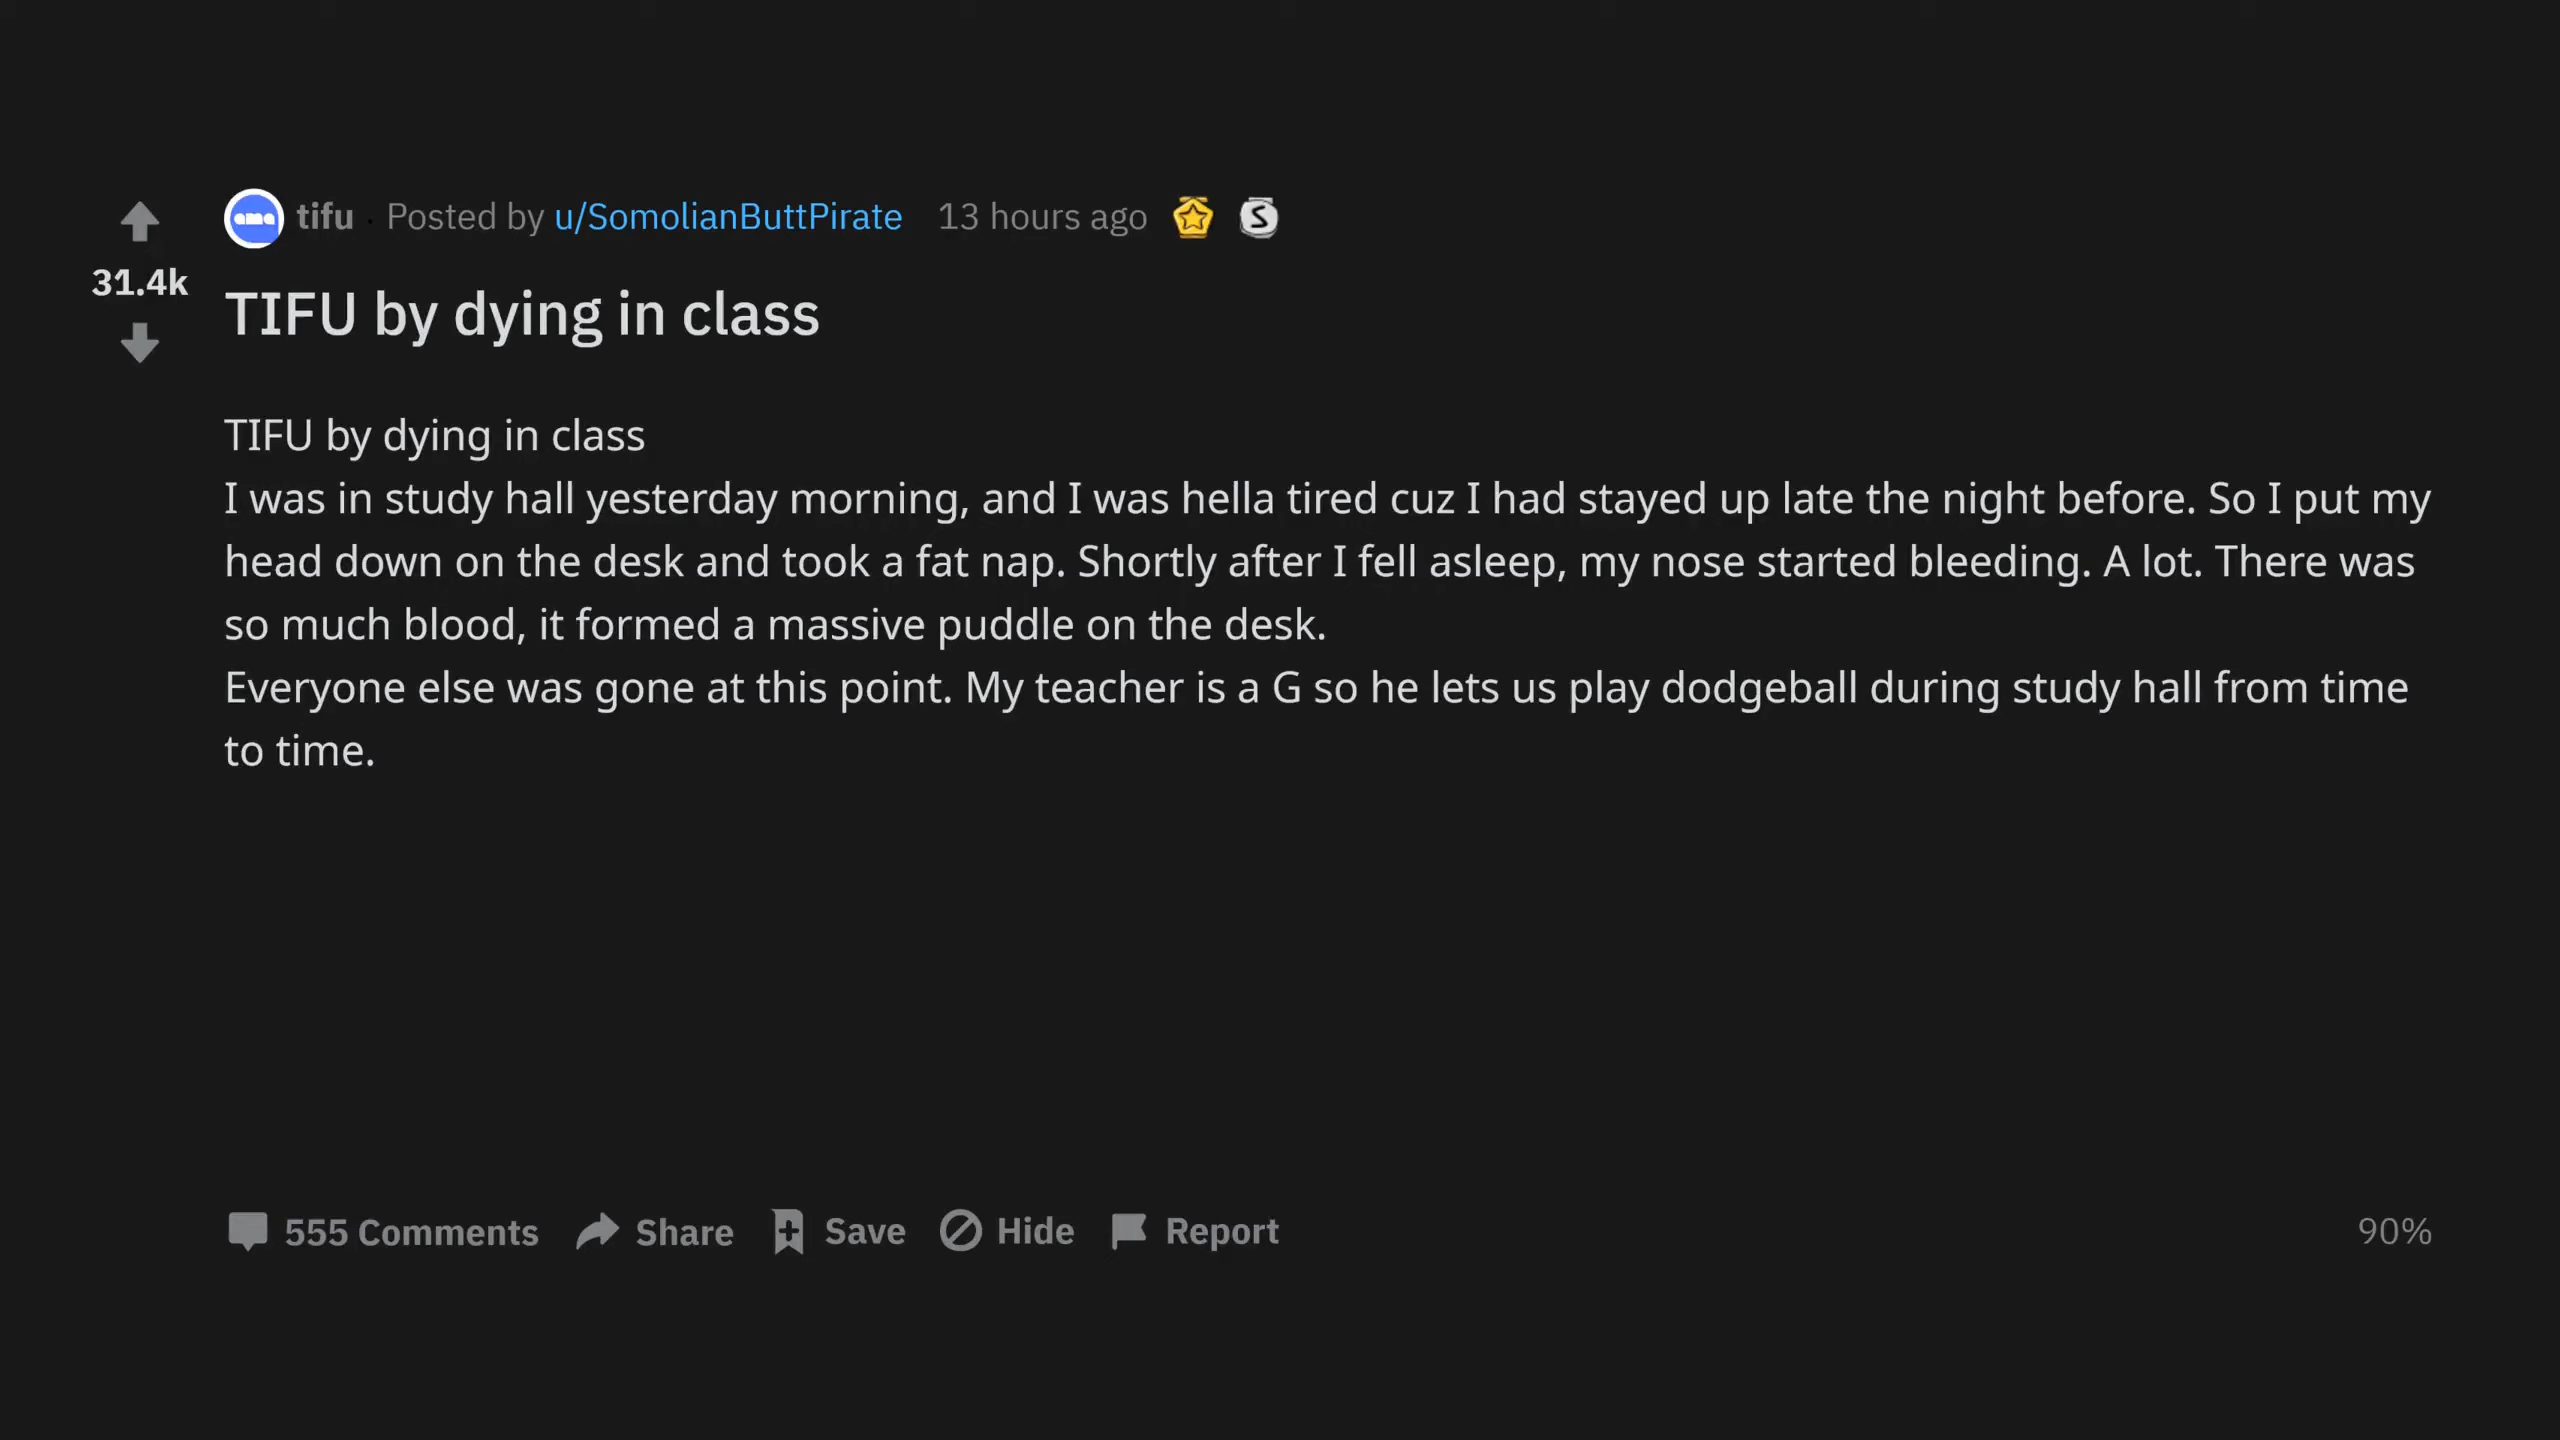 tifu · Posted by u/SomolianButtPirate 13 hours ago
31.4k
TIFU by dying in class
TIFU by dying in class
I was in study hall yesterday morning, and I was hella tired cuz I had stayed up late the night before. So I put my
head down on the desk and took a fat nap. Shortly after I fell asleep, my nose started bleeding. A lot. There was
so much blood, it formed a massive puddle on the desk.
Everyone else was gone at this point. My teacher is a G so he lets us play dodgeball during study hall from time
to time.
555 Comments Share Save Hide Report 90%